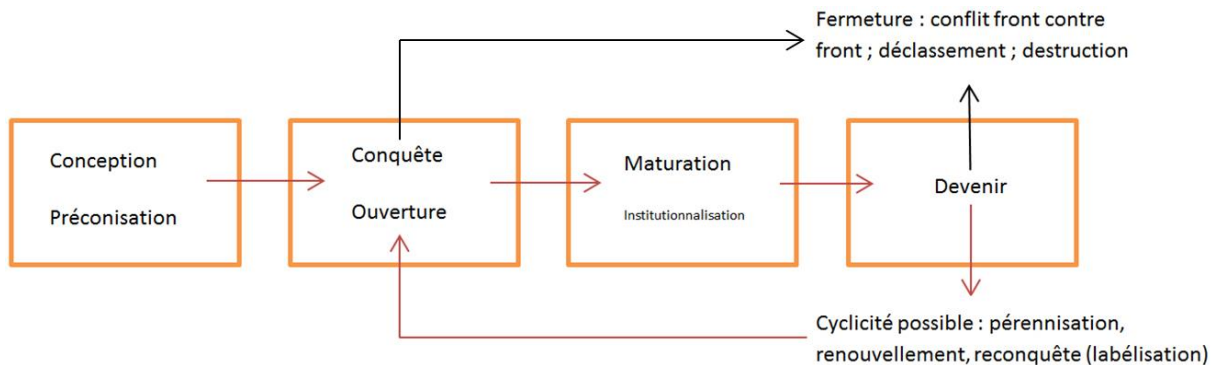 Fermeture : conflit front contre
front ; déclassement ; destruction
Conception
Préconisation
Conquête
Ouverture
Maturation
Institutionnalisation
Devenir
Cyclicité possible : pérennisation,
renouvellement, reconquête (labélisation)